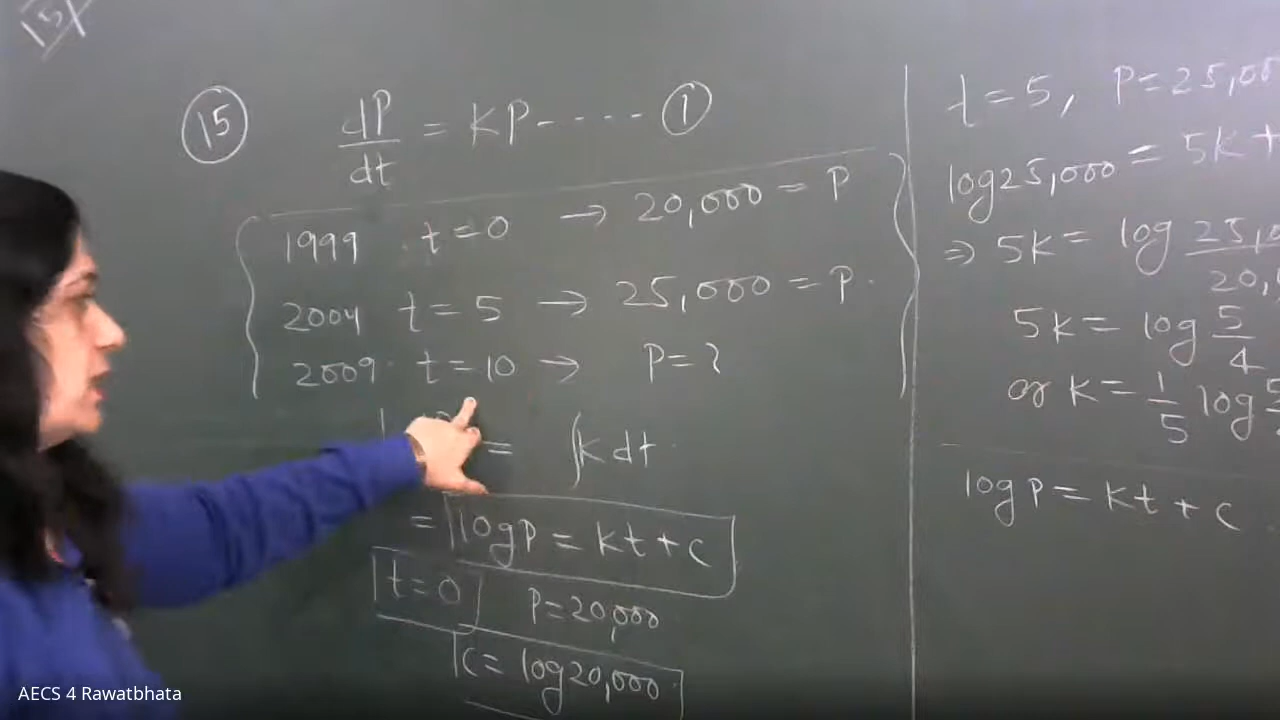 15
15
dP/dt = KP ----- 1
1999 t=0 → 20,000 = P
2004 t = 5 → 25,000 = P.
2009. t=10 → P= ?
= ∫k dt.
= log P = kt + c
t=0 P=20,000
c= log 20,000.
t=5, P=25,00
log 25,000 = 5k +
⇒ 5k = log 25,0/20,
5k = log 5/4
or k = 1/5 log 5/
log P = kt + c
AECS 4 Rawatbhata